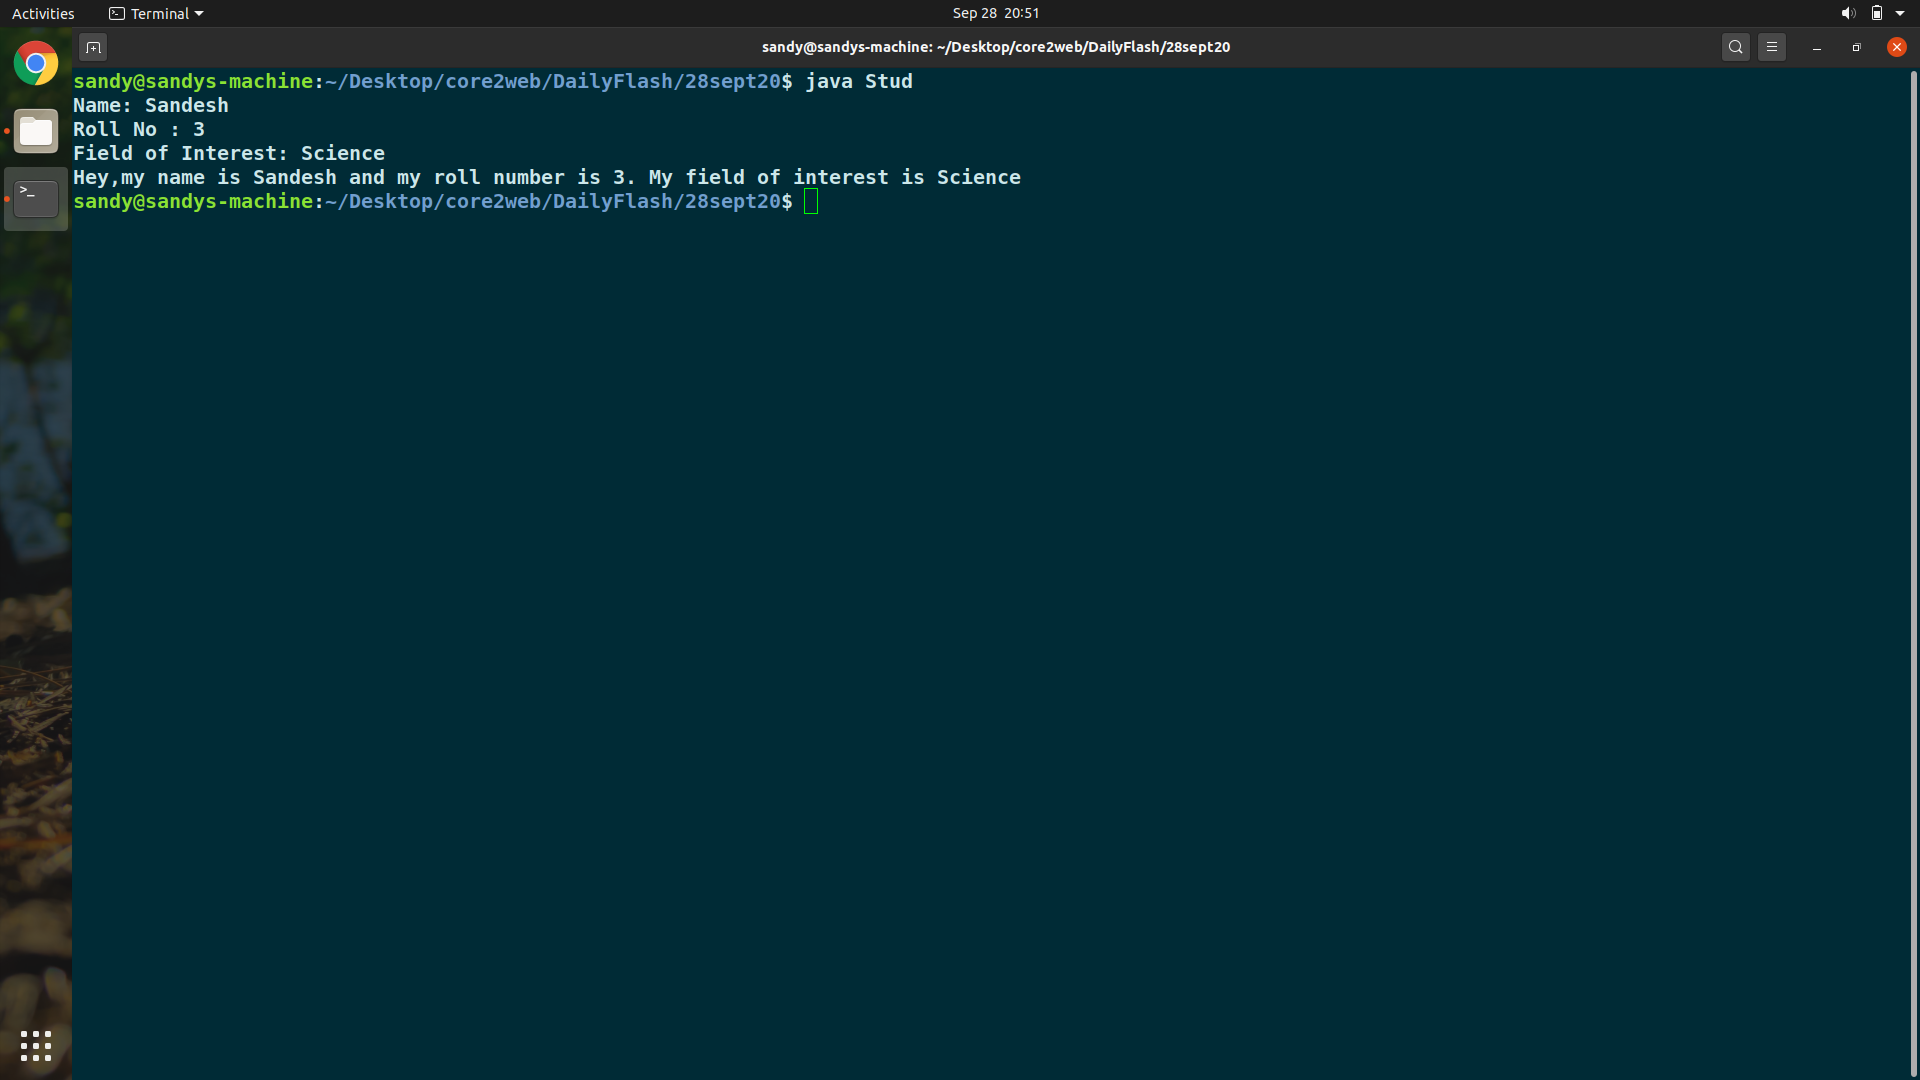 Activities
Terminal
Sep 28 20:51
sandy@sandys-machine: ~/Desktop/core2web/DailyFlash/28sept20
sandy@sandys-machine:~/Desktop/core2web/DailyFlash/28sept20$ java Stud
Name: Sandesh
Roll No : 3
Field of Interest: Science
Hey,my name is Sandesh and my roll number is 3. My field of interest is Science
sandy@sandys-machine:~/Desktop/core2web/DailyFlash/28sept20$